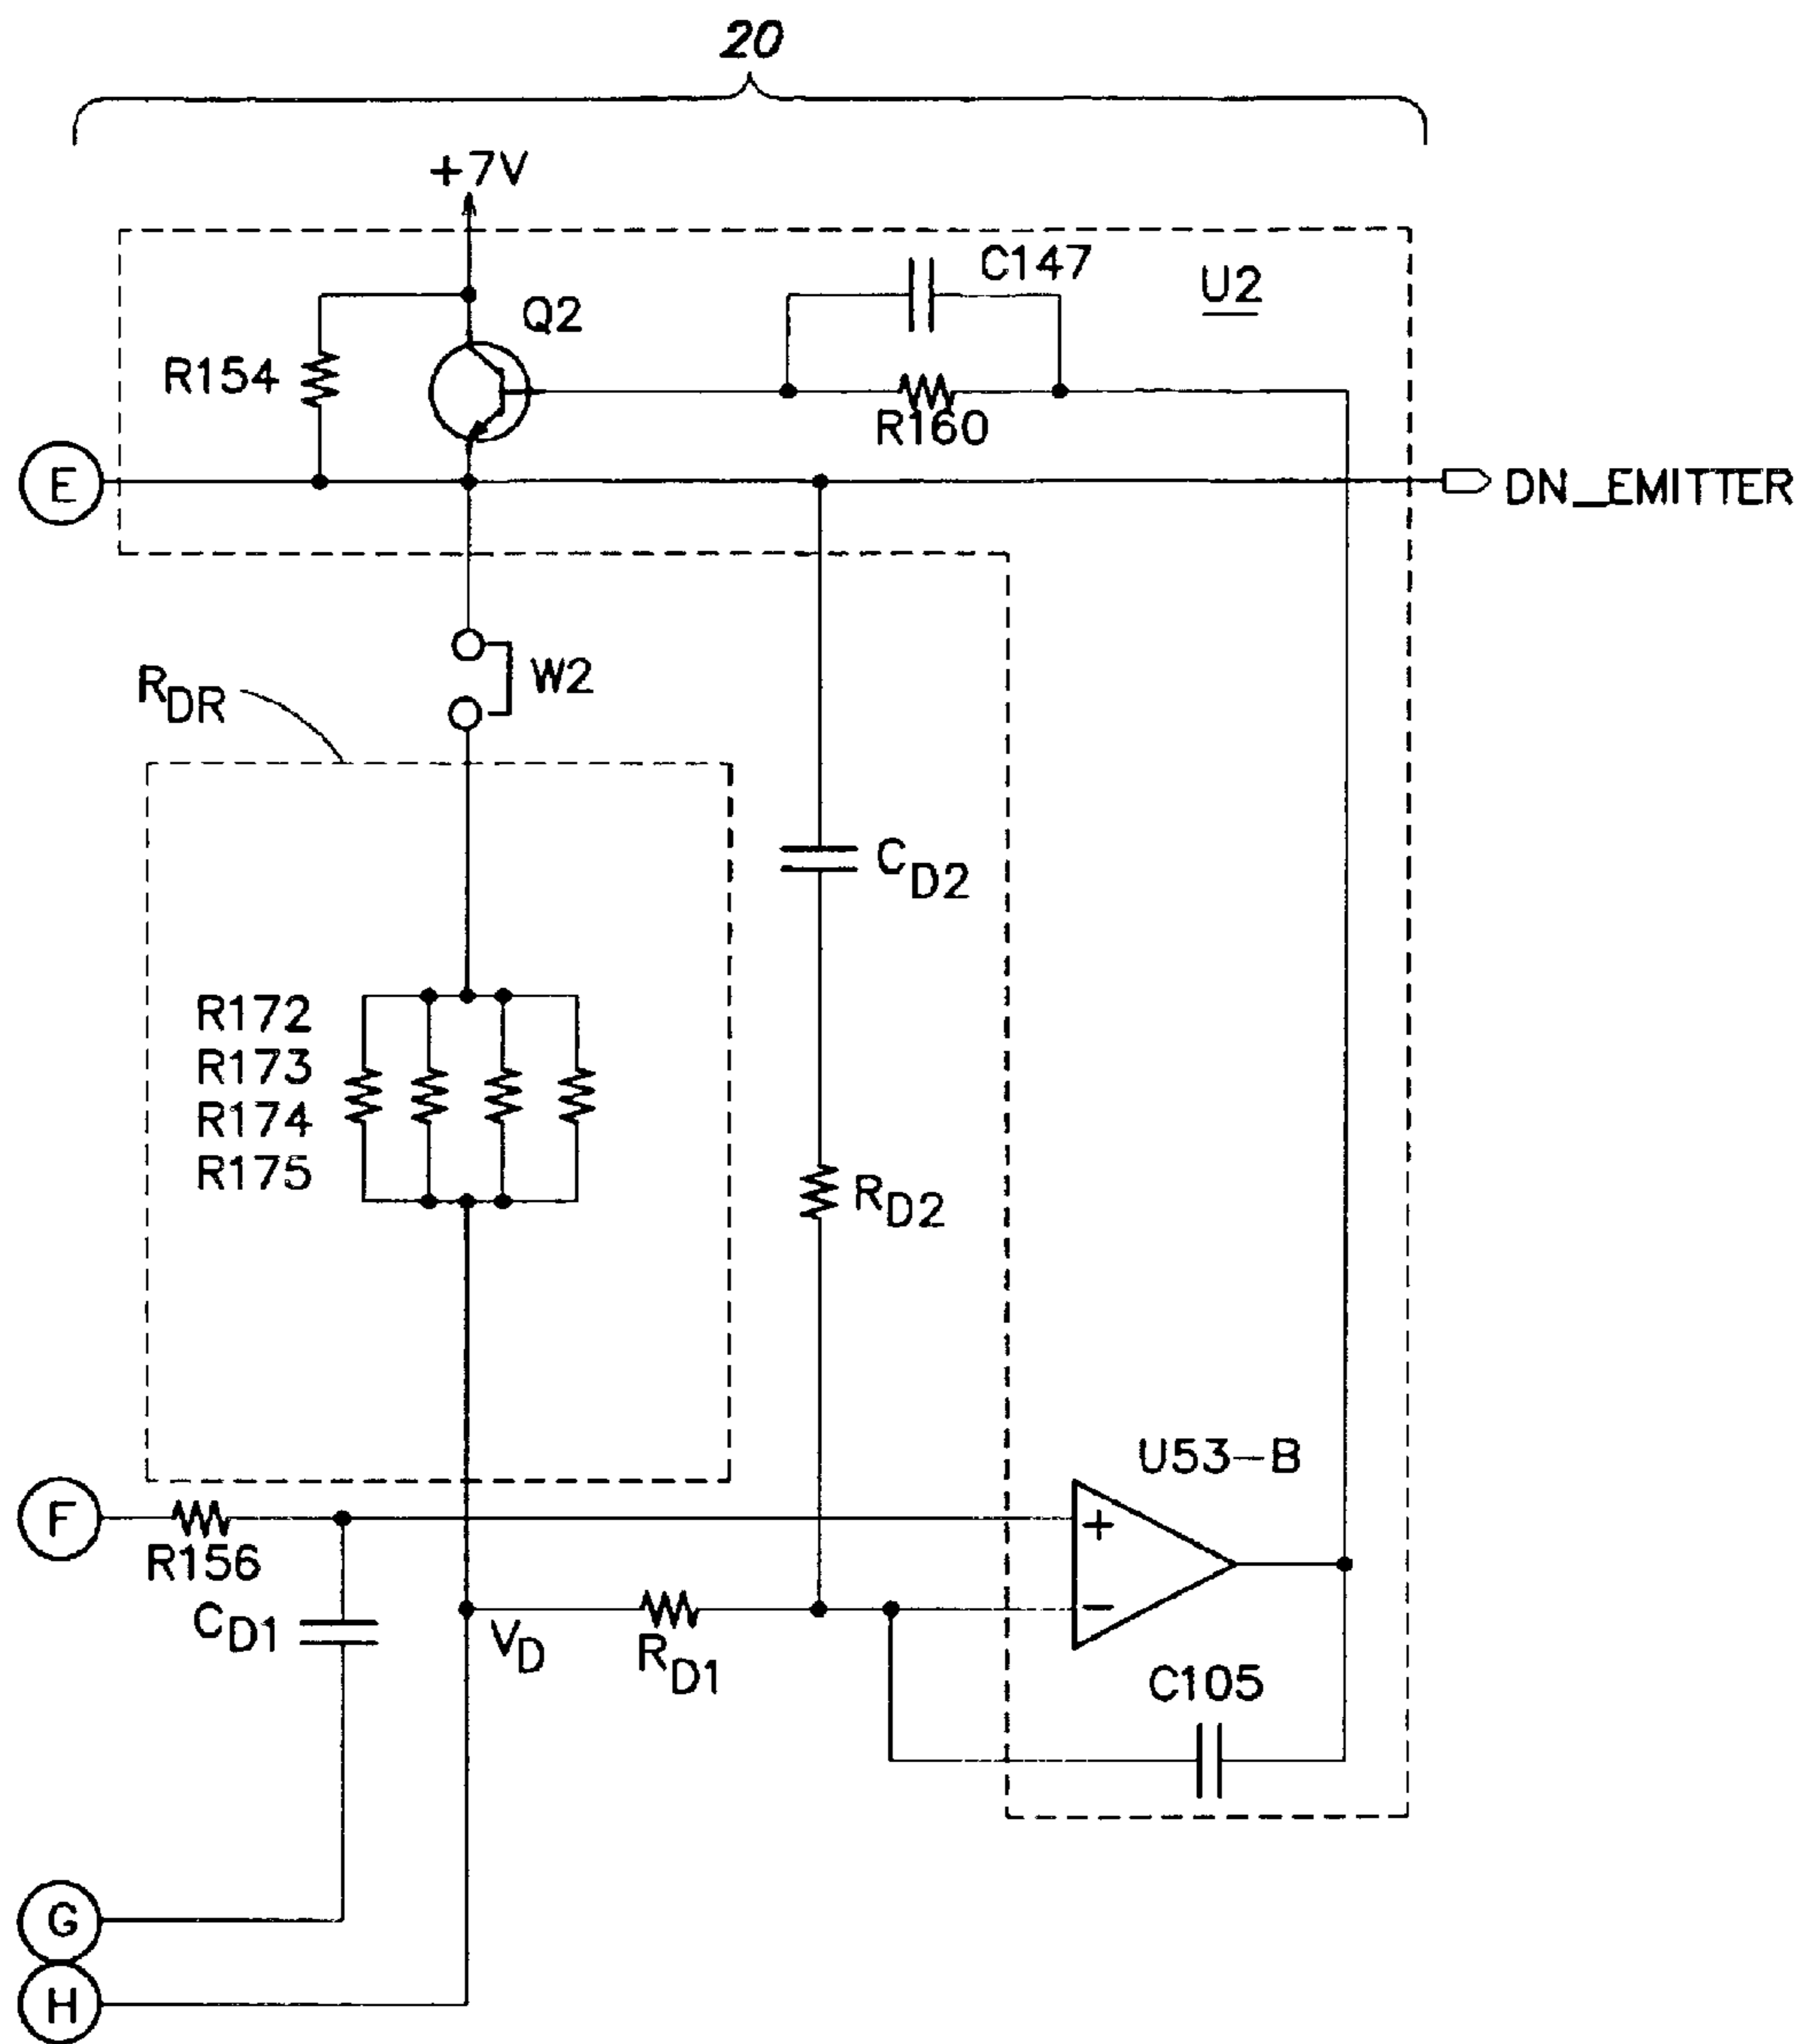 20
+7V
C147
U2
Q2
R154
R160
E
DN_EMITTER
W2
RDR
CD2
R172
R173
R174
R175
RD2
U53-B
F
+
R156
CD1
VD
RD1
−
C105
G
H